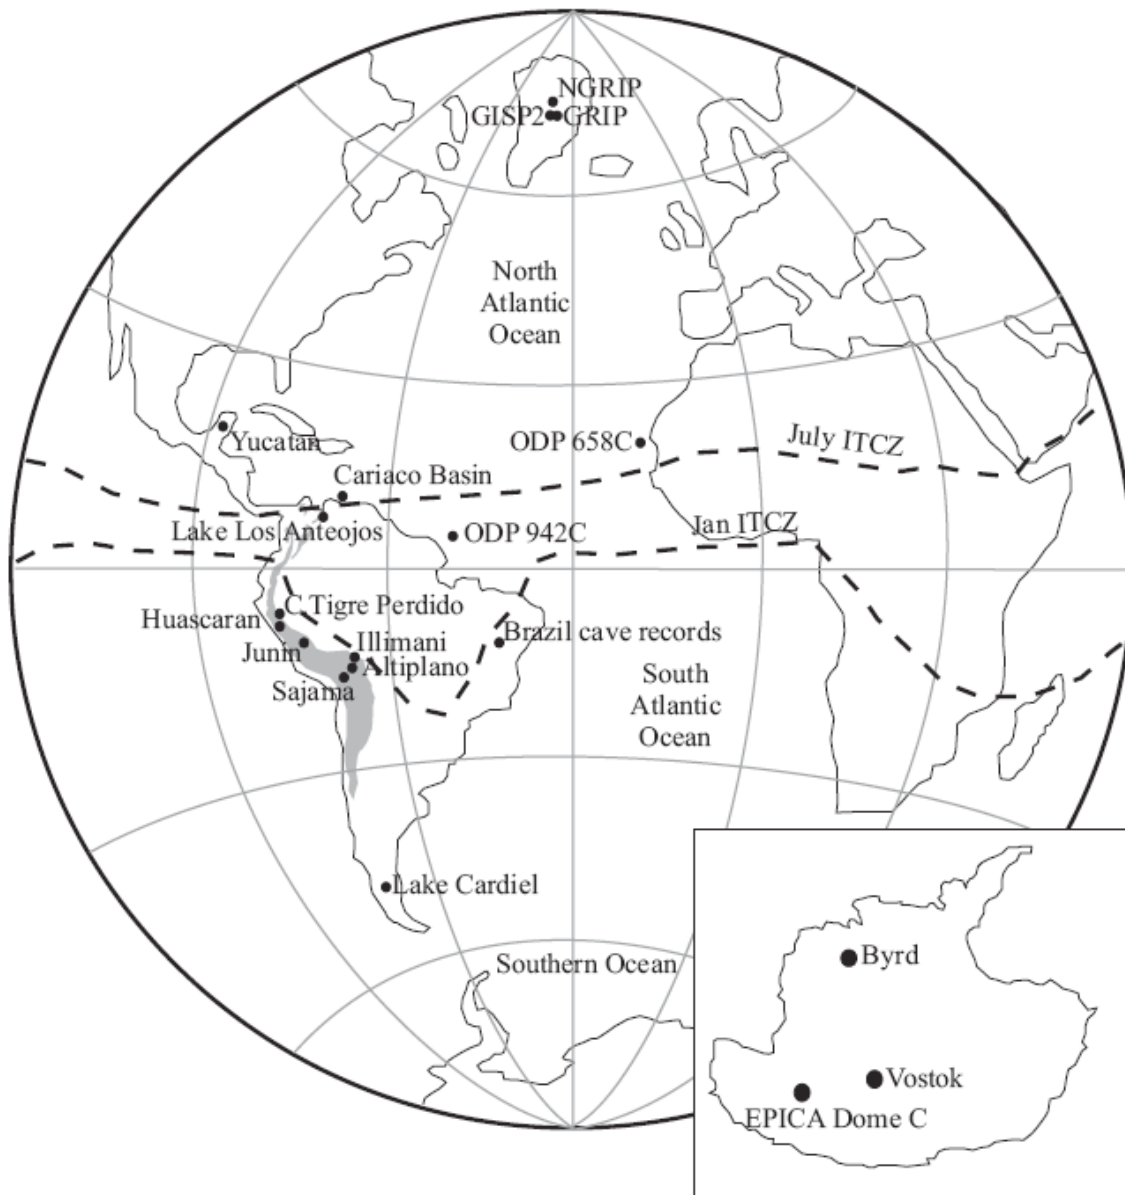 NGRIP
GISP2
GRIP
North
Atlantic
Ocean
Yucatan
ODP 658C
July ITCZ
Cariaco Basin
Lake Los Anteojos
ODP 942C
Jan ITCZ
C Tigre Perdido
Huascaran
Brazil cave records
Junin
Illimani
Altiplano
Sajama
South
Atlantic
Ocean
Lake Cardiel
Southern Ocean
Byrd
Vostok
EPICA Dome C